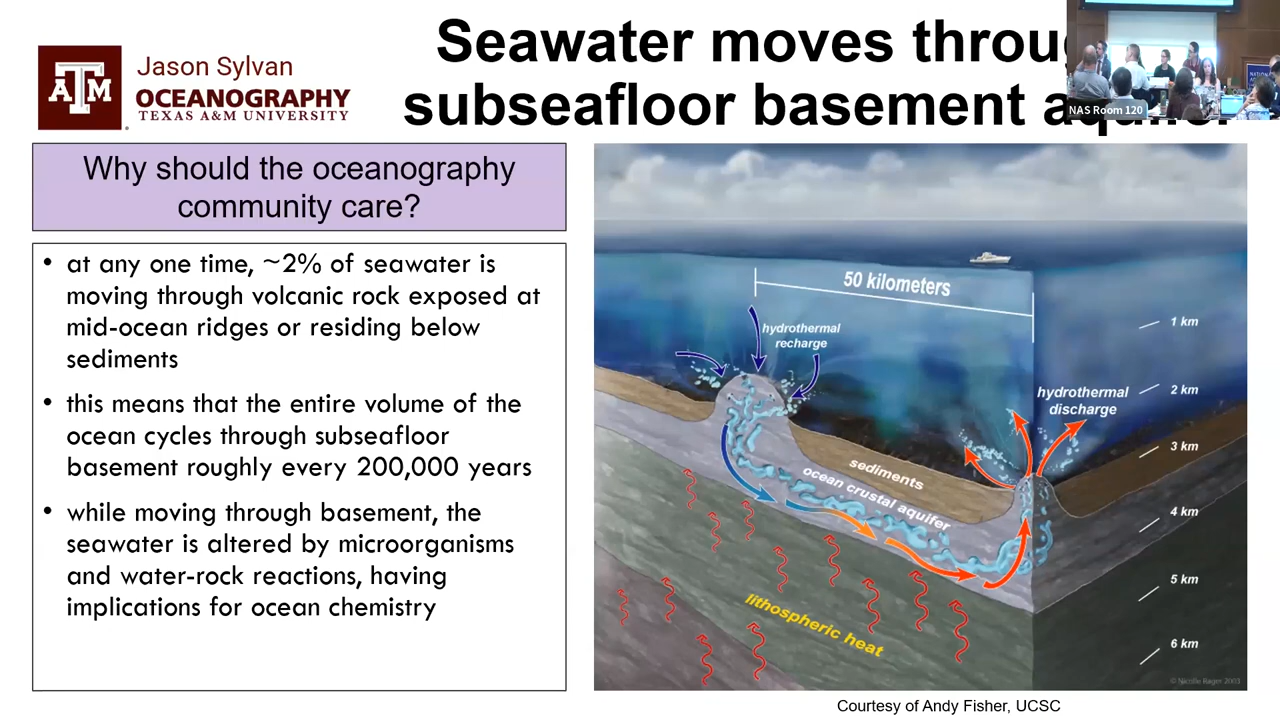 Seawater moves
subseafloor basement
ATM
Jason Sylvan
OCEANOGRAPHY
TEXAS A&M UNIVERSITY
NAS Room 120
Why should the oceanography
community care?
• at any one time, ~2% of seawater is
moving through volcanic rock exposed at
mid-ocean ridges or residing below
sediments
• this means that the entire volume of the
ocean cycles through subseafloor
basement roughly every 200,000 years
• while moving through basement, the
seawater is altered by microorganisms
and water-rock reactions, having
implications for ocean chemistry
50 kilometers
hydrothermal
recharge
hydrothermal
discharge
sediments
ocean crustal aquifer
lithospheric heat
1 km
2 km
3 km
4 km
5 km
6 km
© Nicolle Rager 2003
Courtesy of Andy Fisher, UCSC